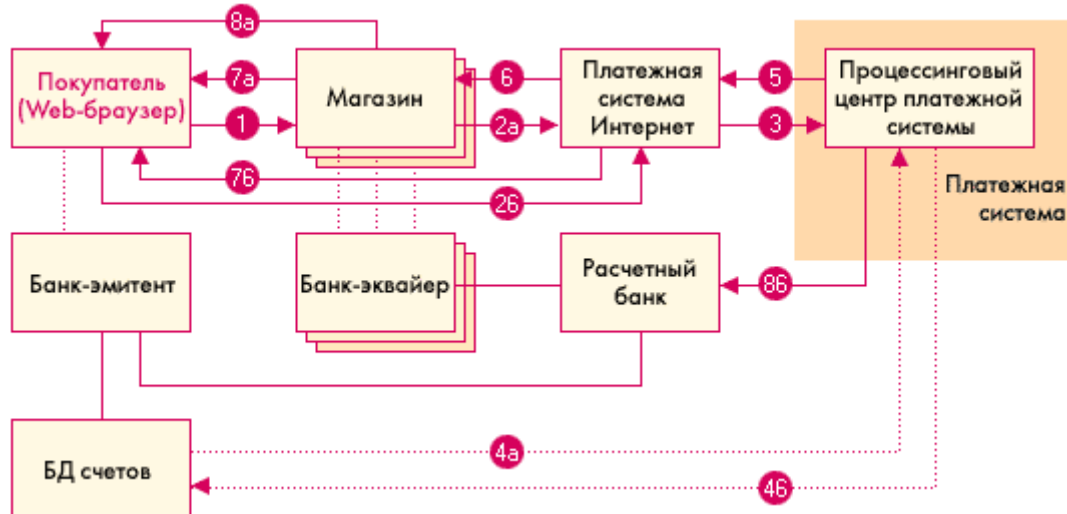 8а
Покупатель
(Web-браузер)
7а
1
Магазин
6
2а
Платежная
система
Интернет
5
3
Процессинговый
центр платежной
системы
7б
2б
Платежная
система
Банк-эмитент
Банк-эквайер
Расчетный
банк
8б
БД счетов
4а
4б